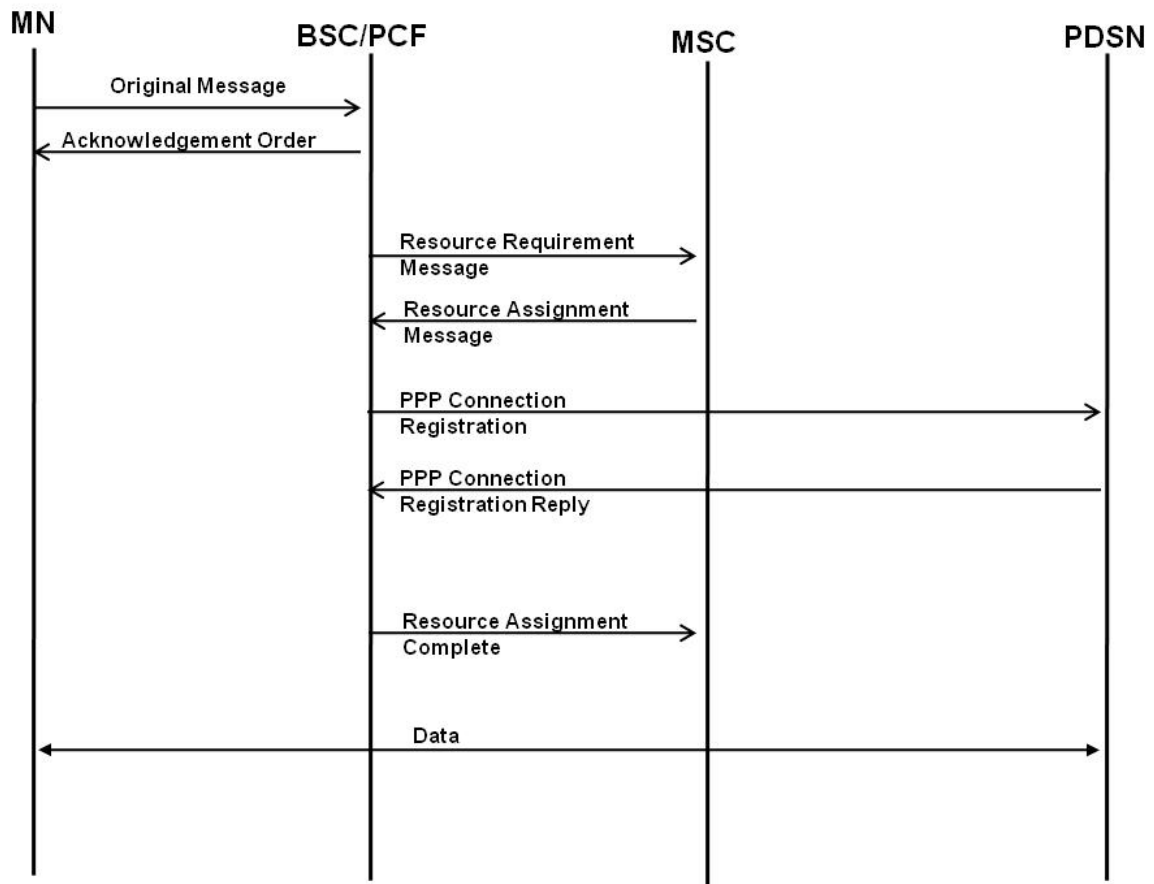 MN
BSC/PCF
MSC
PDSN
Original Message
Acknowledgement Order
Resource Requirement
Message
Resource Assignment
Message
PPP Connection
Registration
PPP Connection
Registration Reply
Resource Assignment
Complete
Data